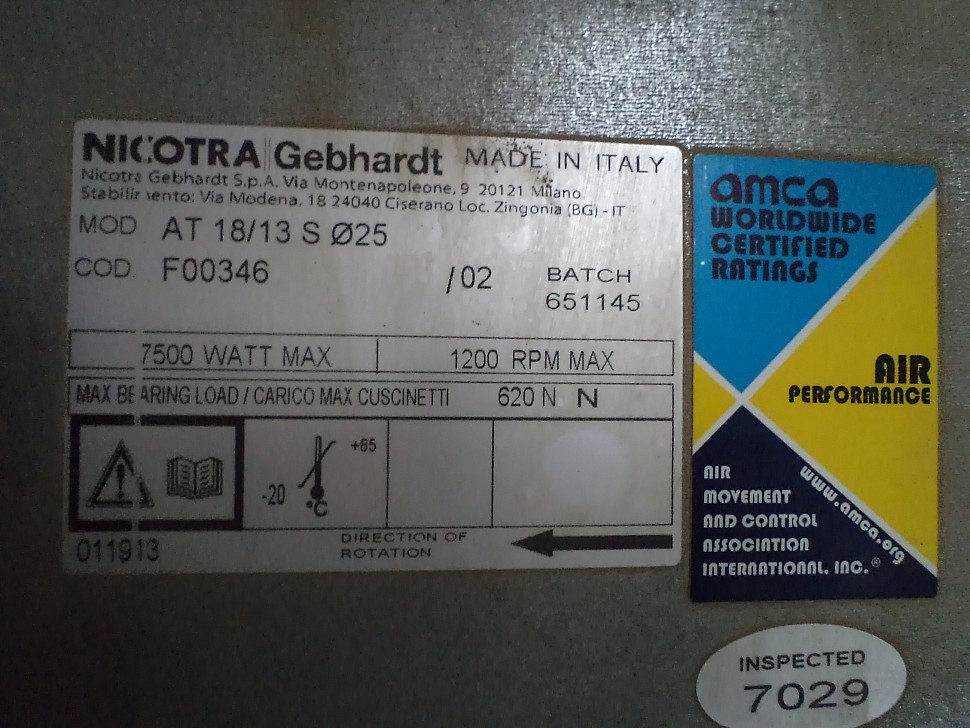 NICOTRA Gebhardt MADE IN ITALY
Nicotra Gebhardt S.p.A. Via Montenapoleone, 9 20121 Milano
Stabilimento: Via Modena, 18 24040 Ciserano Loc. Zingonia (BG) - IT
MOD AT 18/13 S Ø25
COD. F00346 /02 BATCH
651145
7500 WATT MAX 1200 RPM MAX
MAX BEARING LOAD / CARICO MAX CUSCINETTI 620 N N
+85
-20
°C
011913
DIRECTION OF
ROTATION
amca
WORLDWIDE
CERTIFIED
RATINGS
AIR
PERFORMANCE
AIR
MOVEMENT
AND CONTROL
ASSOCIATION
INTERNATIONAL, INC.®
www.amca.org
INSPECTED
7029